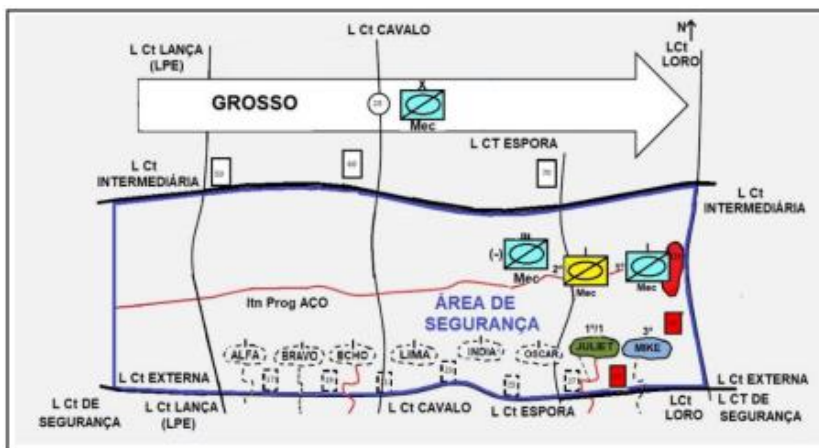 L Ct CAVALO
N
L Ct LANÇA
(LPE)
LCt
LORO
X
GROSSO
Mec
L CT ESPORA
L Ct
INTERMEDIÁRIA
L Ct
INTERMEDIÁRIA
III
(-)
Mec
I
2º
Mec
I
Mec
Itn Prog AÇO
ÁREA DE
SEGURANÇA
1º/1
3º
ALFA
BRAVO
ECHO
LIMA
INDIA
OSCAR
JULIET
MIKE
L Ct EXTERNA
L Ct EXTERNA
L Ct DE
SEGURANÇA
L Ct LANÇA
(LPE)
L Ct CAVALO
L Ct ESPORA
LCt
LORO
L CT DE
SEGURANÇA